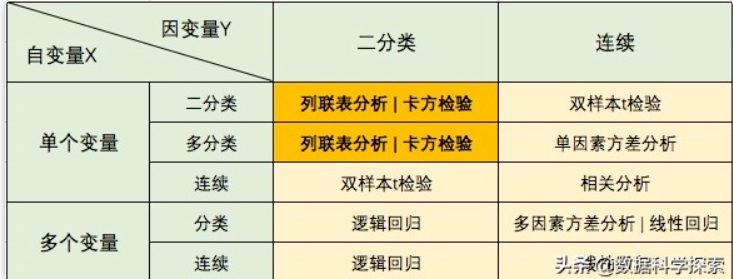 因变量Y
自变量X
二分类
连续
单个变量
二分类
列联表分析 | 卡方检验
双样本t检验
多分类
列联表分析 | 卡方检验
单因素方差分析
连续
双样本t检验
相关分析
多个变量
分类
逻辑回归
多因素方差分析 | 线性回归
连续
逻辑回归
头条@数据科学探索